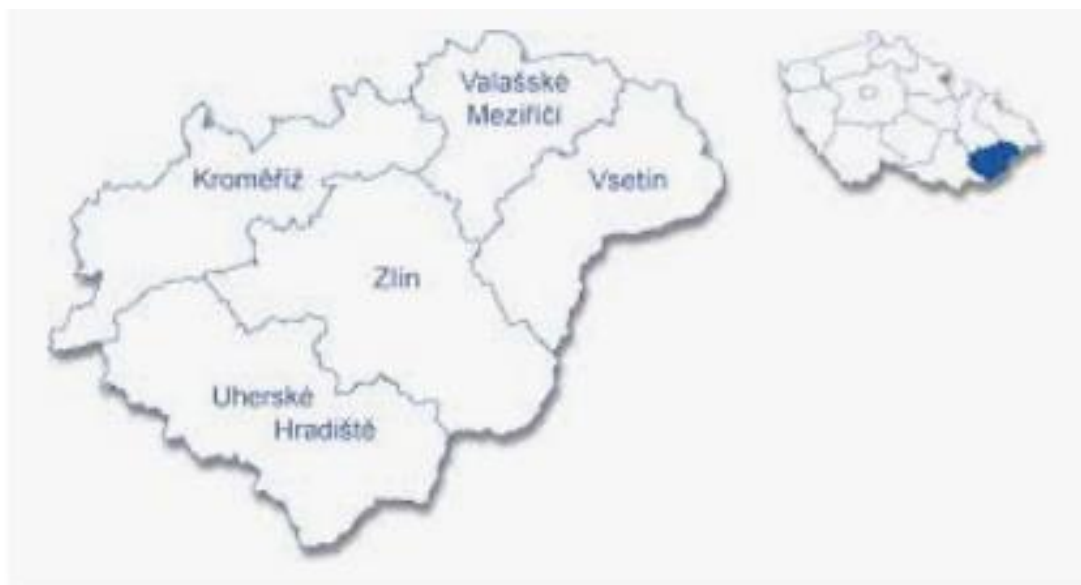 Valašské
Meziříčí
Kroměříž
Vsetín
Zlín
Uherské
Hradiště